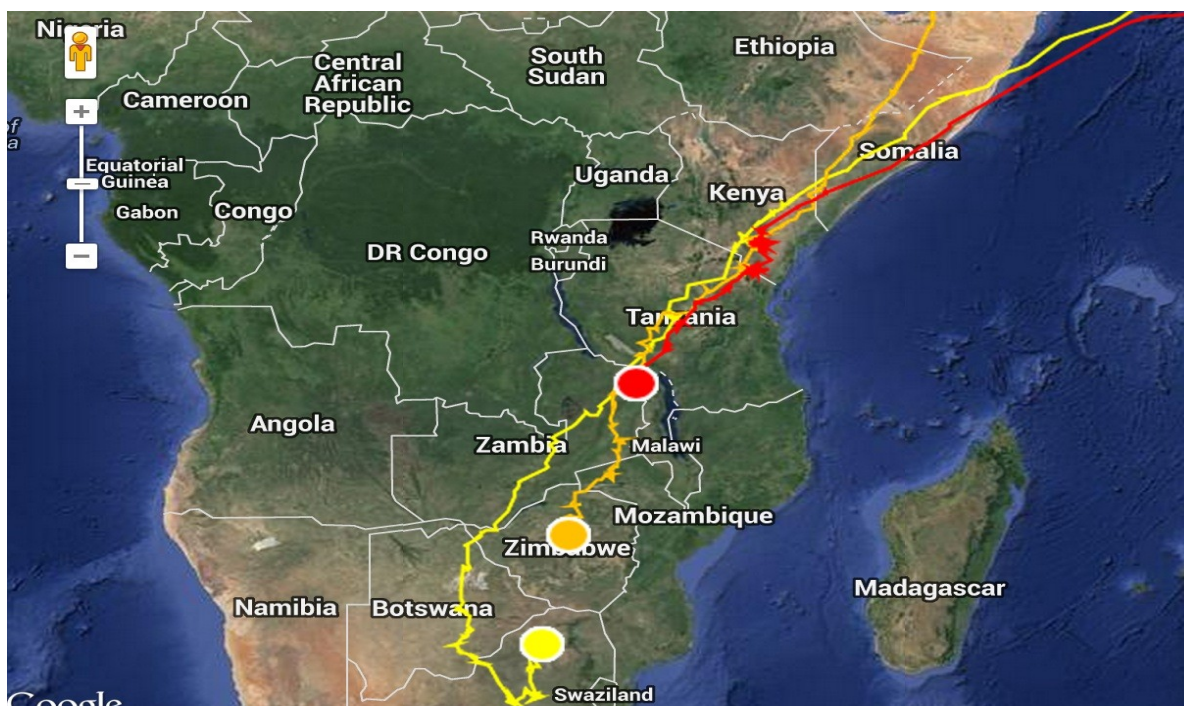 Nigeria
Ethiopia
South
Sudan
Central
African
Republic
Cameroon
Equatorial
Guinea
Gabon
Congo
Uganda
Kenya
Somalia
Rwanda
Burundi
DR Congo
Tanzania
Angola
Zambia
Malawi
Mozambique
Zimbabwe
Madagascar
Namibia
Botswana
Swaziland
Google